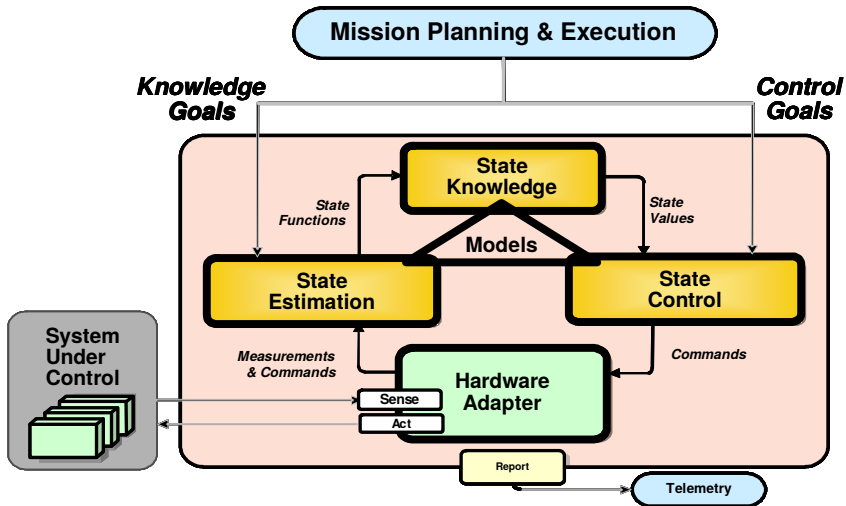 Mission Planning & Execution
Knowledge
Goals
Control
Goals
State
Knowledge
State
Functions
State
Values
Models
State
Estimation
State
Control
System
Under
Control
Measurements
& Commands
Commands
Hardware
Adapter
Sense
Act
Report
Telemetry